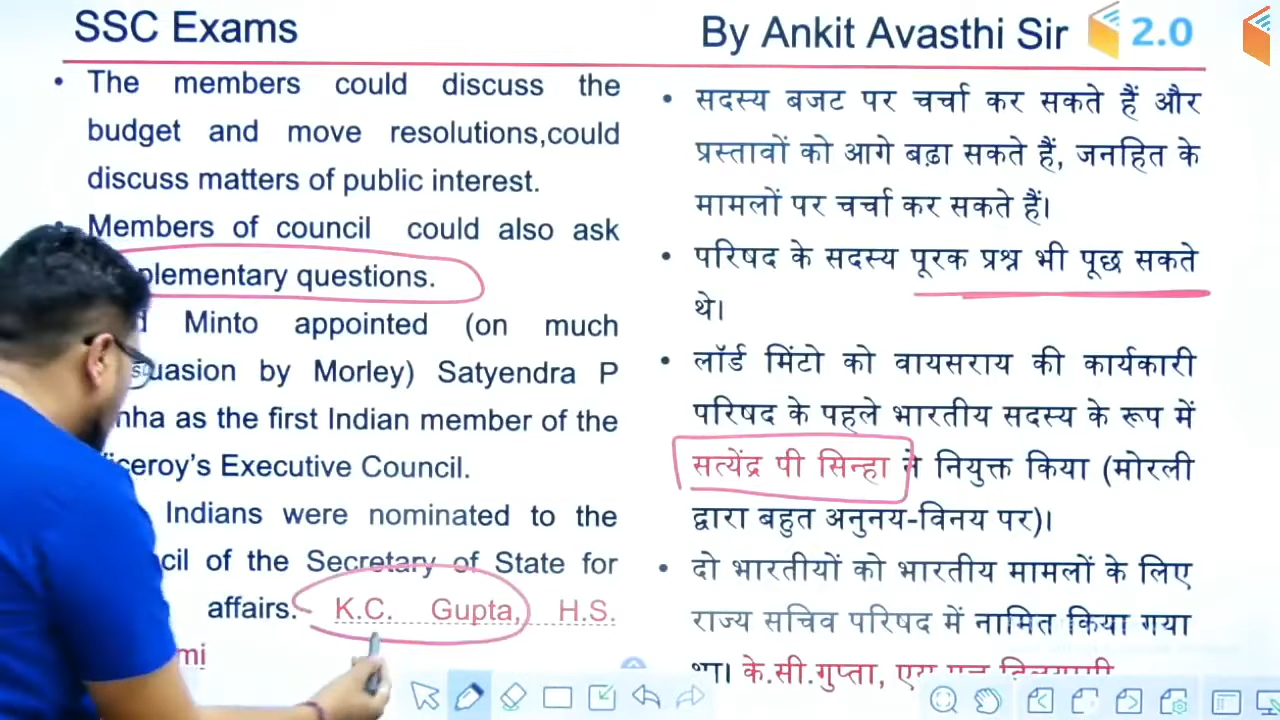 SSC Exams
By Ankit Avasthi Sir
2.0
• The members could discuss the
budget and move resolutions,could
discuss matters of public interest.
• Members of council could also ask
plementary questions.
Minto appointed (on much
suasion by Morley) Satyendra P
nha as the first Indian member of the
iceroy's Executive Council.
Indians were nominated to the
cil of the Secretary of State for
affairs. K.C. Gupta, H.S.
mi
• सदस्य बजट पर चर्चा कर सकते हैं और
प्रस्तावों को आगे बढ़ा सकते हैं, जनहित के
मामलों पर चर्चा कर सकते हैं।
• परिषद के सदस्य पूरक प्रश्न भी पूछ सकते
थे।
• लॉर्ड मिंटो को वायसराय की कार्यकारी
परिषद के पहले भारतीय सदस्य के रूप में
सत्येंद्र पी सिन्हा ने नियुक्त किया (मोरली
द्वारा बहुत अनुनय-विनय पर)।
• दो भारतीयों को भारतीय मामलों के लिए
राज्य सचिव परिषद में नामित किया गया
था। के.सी.गुप्ता,